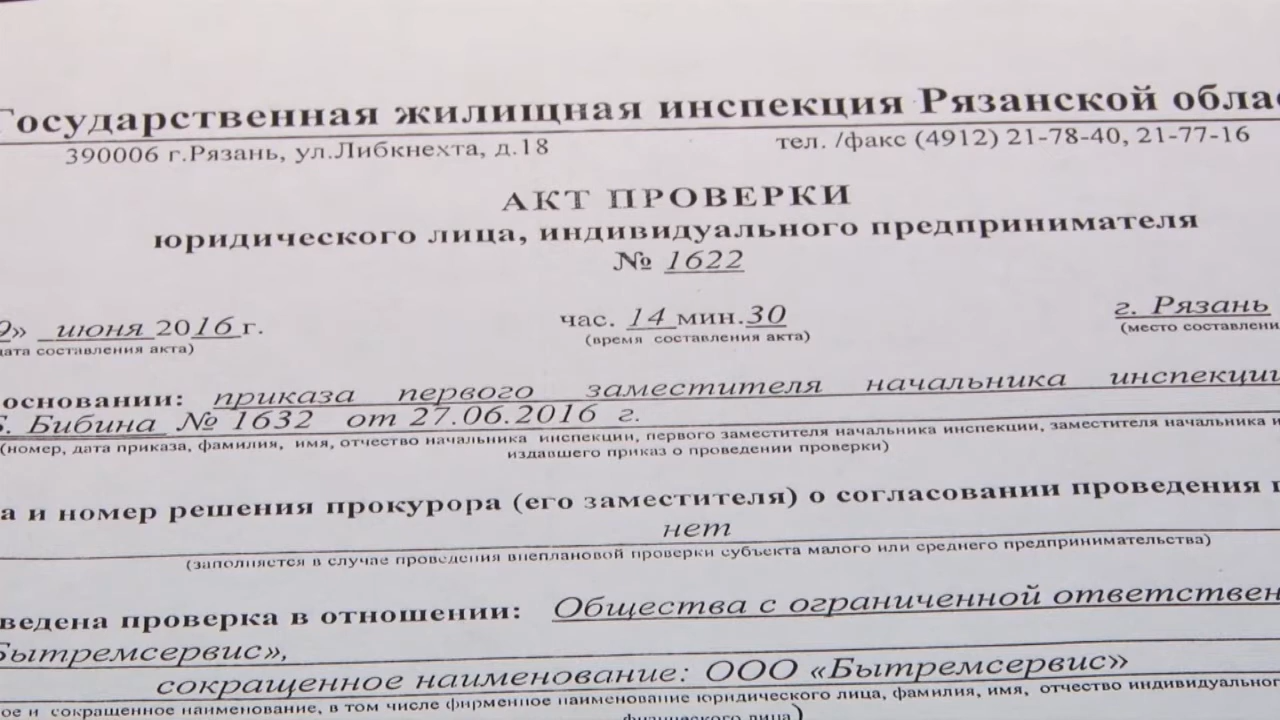 Государственная жилищная инспекция Рязанской облас
390006 г.Рязань, ул.Либкнехта, д.18 тел. /факс (4912) 21-78-40, 21-77-16
АКТ ПРОВЕРКИ
юридического лица, индивидуального предпринимателя
№ 1622
9» июня 2016 г. час. 14 мин.30 г. Рязань
дата составления акта) (время составления акта) (место составлени
основании: приказа первого заместителя начальника инспекции
Б. Бибина № 1632 от 27.06.2016 г.
(номер, дата приказа, фамилия, имя, отчество начальника инспекции, первого заместителя начальника инспекции, заместителя начальника и
издавшего приказ о проведении проверки)
а и номер решения прокурора (его заместителя) о согласовании проведения п
нет
(заполняется в случае проведения внеплановой проверки субъекта малого или среднего предпринимательства)
ведена проверка в отношении: Общества с ограниченной ответствен
Бытремсервис»,
сокращенное наименование: ООО «Бытремсервис»
ое и сокращенное наименование, в том числе фирменное наименование юридического лица, фамилия, имя, отчество индивидуальног
физического лица)